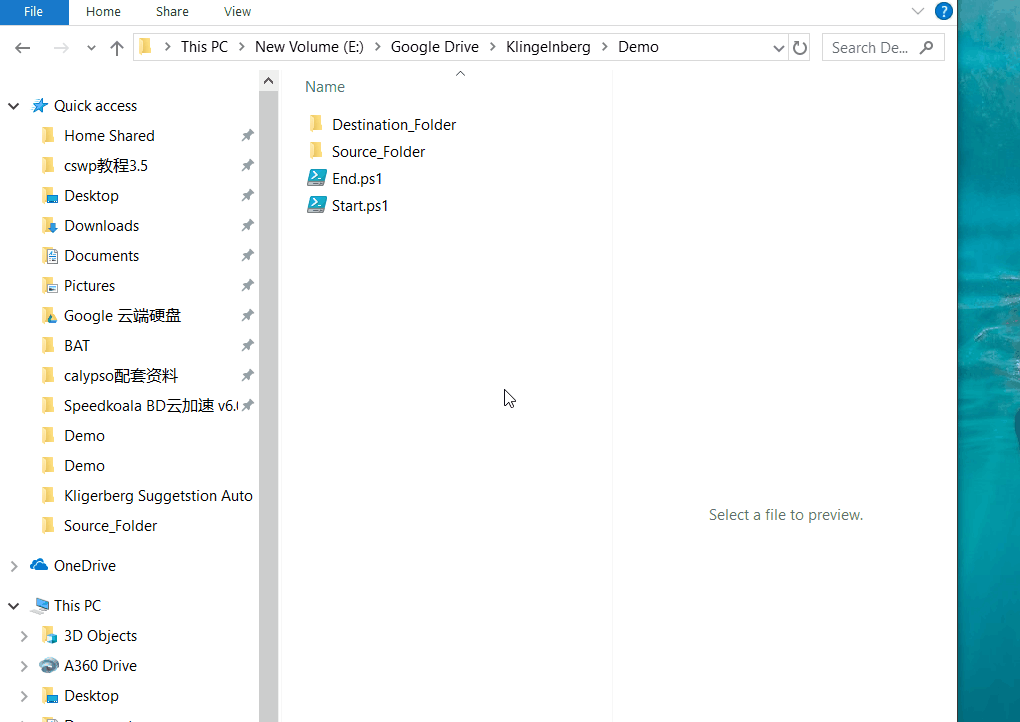 File Home Share View
This PC > New Volume (E:) > Google Drive > Klingelnberg > Demo
Search De...
Name
Quick access
Home Shared
cswp教程3.5
Desktop
Downloads
Documents
Pictures
Google 云端硬盘
BAT
calypso配套资料
Speedkoala BD云加速 v6.
Demo
Demo
Kligerberg Suggetstion Auto
Source_Folder
OneDrive
This PC
3D Objects
A360 Drive
Desktop
Destination_Folder
Source_Folder
End.ps1
Start.ps1
Select a file to preview.